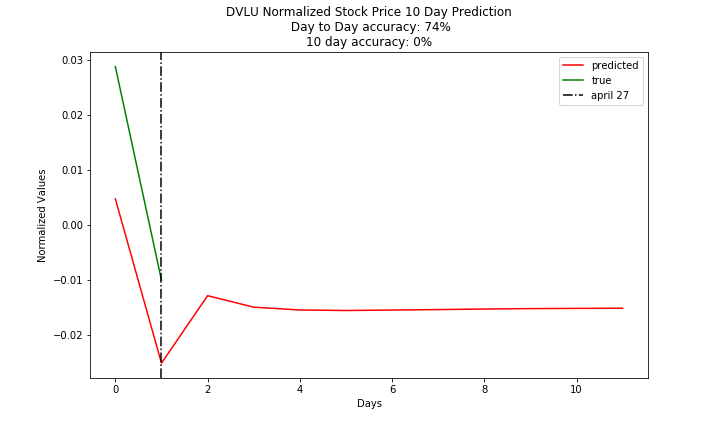 DVLU Normalized Stock Price 10 Day Prediction
Day to Day accuracy: 74%
10 day accuracy: 0%
predicted
true
april 27
0.03
0.02
0.01
0.00
−0.01
−0.02
Normalized Values
0 2 4 6 8 10
Days